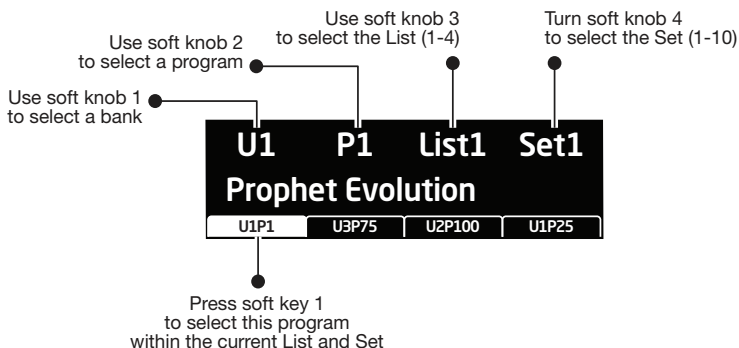 Use soft knob 3
to select the List (1-4)
Turn soft knob 4
to select the Set (1-10)
Use soft knob 2
to select a program
Use soft knob 1
to select a bank
U1 P1 List1 Set1
Prophet Evolution
U1P1 U3P75 U2P100 U1P25
Press soft key 1
to select this program
within the current List and Set